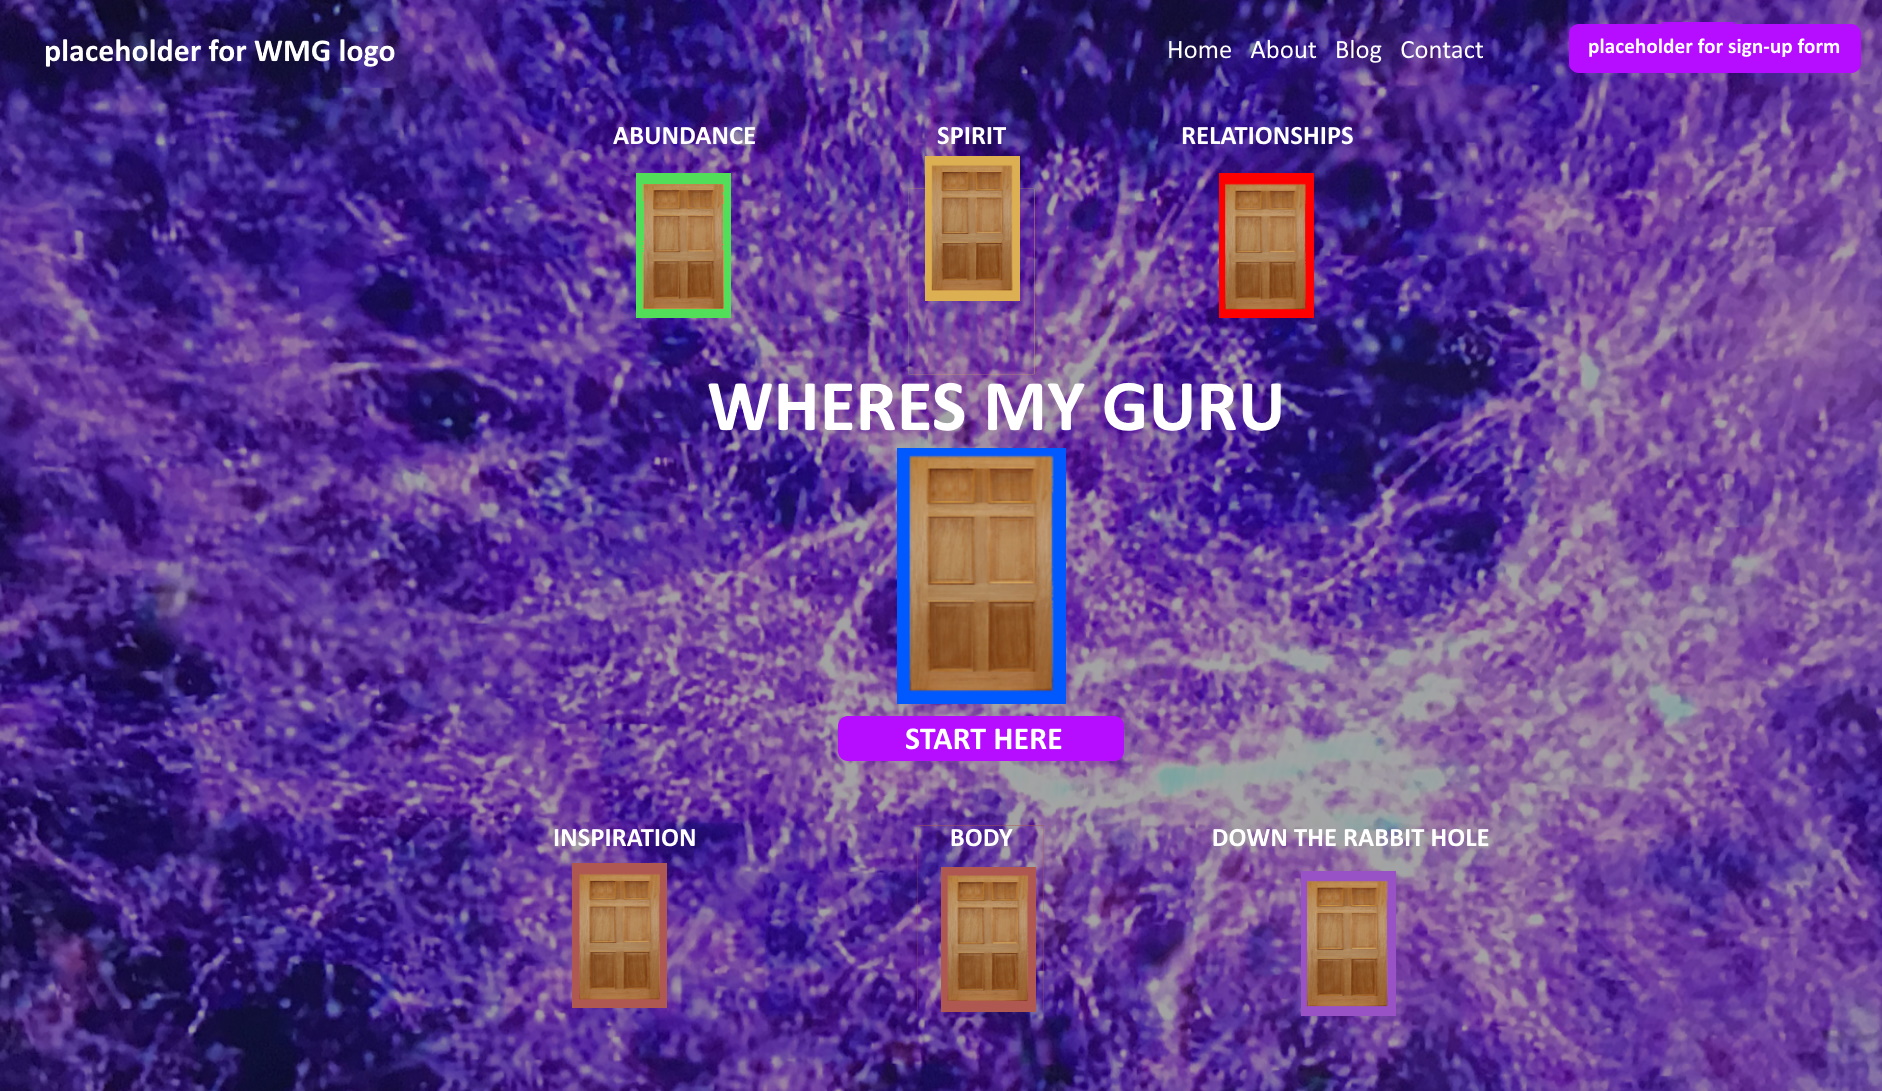 placeholder for WMG logo
Home About Blog Contact
placeholder for sign-up form
ABUNDANCE
SPIRIT
RELATIONSHIPS
WHERES MY GURU
START HERE
INSPIRATION
BODY
DOWN THE RABBIT HOLE